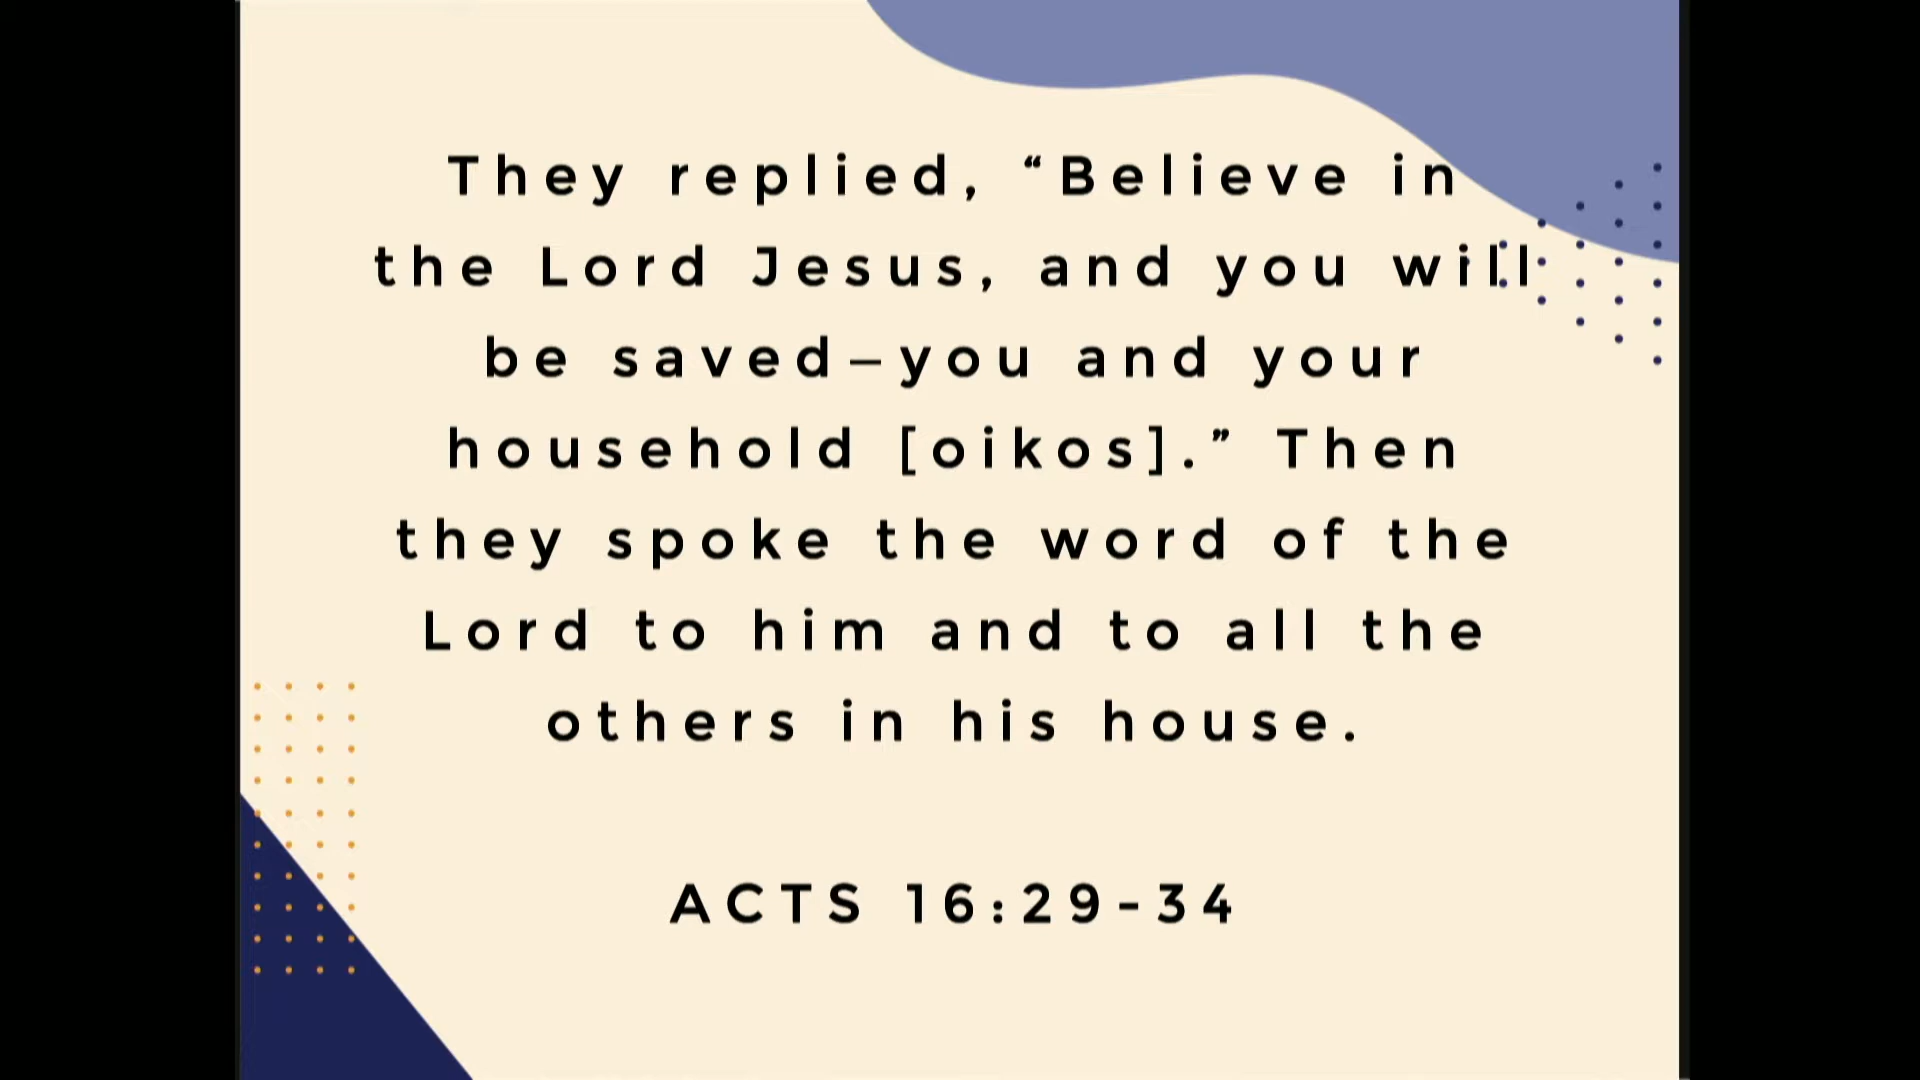 They replied, “Believe in
the Lord Jesus, and you will
be saved—you and your
household [oikos].” Then
they spoke the word of the
Lord to him and to all the
others in his house.
ACTS 16:29-34